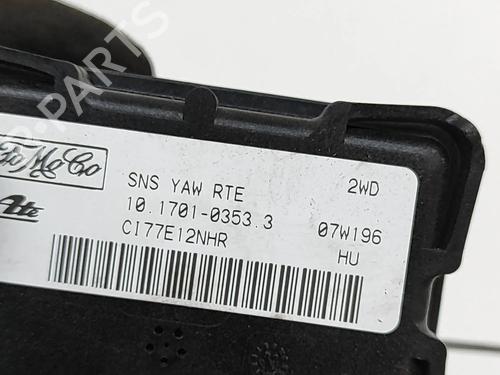 FoMoCo
SNS YAW RTE 2WD
Ate
10.1701-0353.3 07W196
CI77E12NHR HU